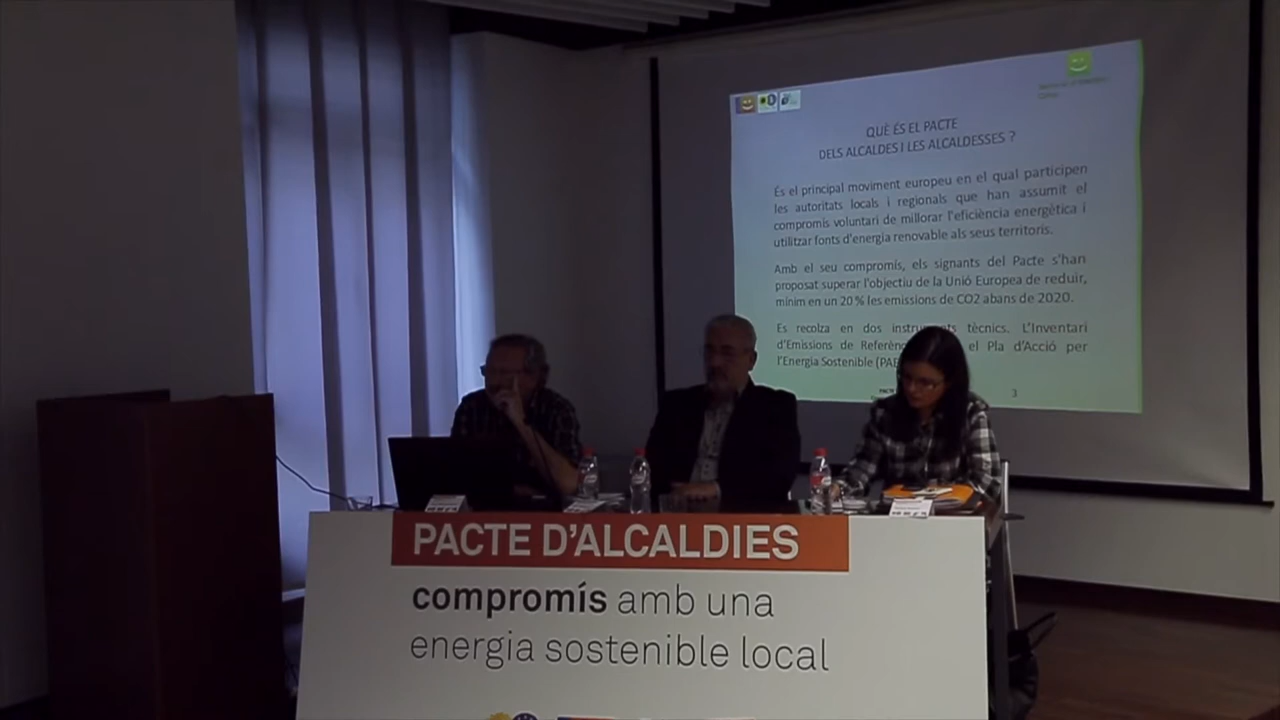 QUÈ ÉS EL PACTE
DELS ALCALDES I LES ALCALDESSES ?
És el principal moviment europeu en el qual participen
les autoritats locals i regionals que han assumit el
compromís voluntari de millorar l'eficiència energètica i
utilitzar fonts d'energia renovable als seus territoris.
Amb el seu compromís, els signants del Pacte s'han
proposat superar l'objectiu de la Unió Europea de reduir,
mínim en un 20 % les emissions de CO2 abans de 2020.
Es recolza en dos tècnics. L'Inventari
d'Emissions de el Pla d'Acció per
l'Energia Sostenible
PACTE
3
PACTE D'ALCALDIES
compromís amb una
energia sostenible local